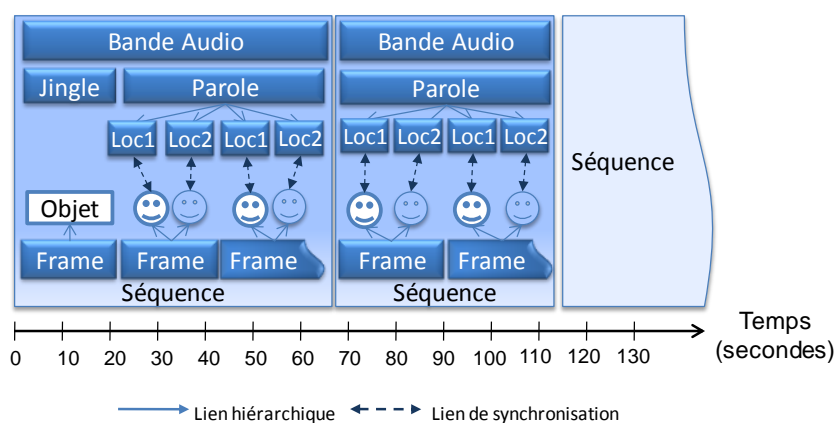 Bande Audio
Bande Audio
Jingle
Parole
Parole
Loc1
Loc2
Loc1
Loc2
Loc1
Loc2
Loc1
Loc2
Séquence
Objet
Frame
Frame
Frame
Frame
Frame
Séquence
Séquence
Temps
(secondes)
0 10 20 30 40 50 60 70 80 90 100 110 120 130
Lien hiérarchique
Lien de synchronisation